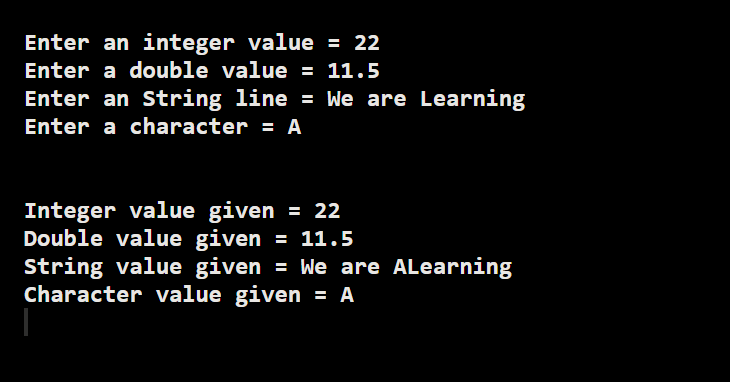 Enter an integer value = 22
Enter a double value = 11.5
Enter an String line = We are Learning
Enter a character = A
Integer value given = 22
Double value given = 11.5
String value given = We are ALearning
Character value given = A